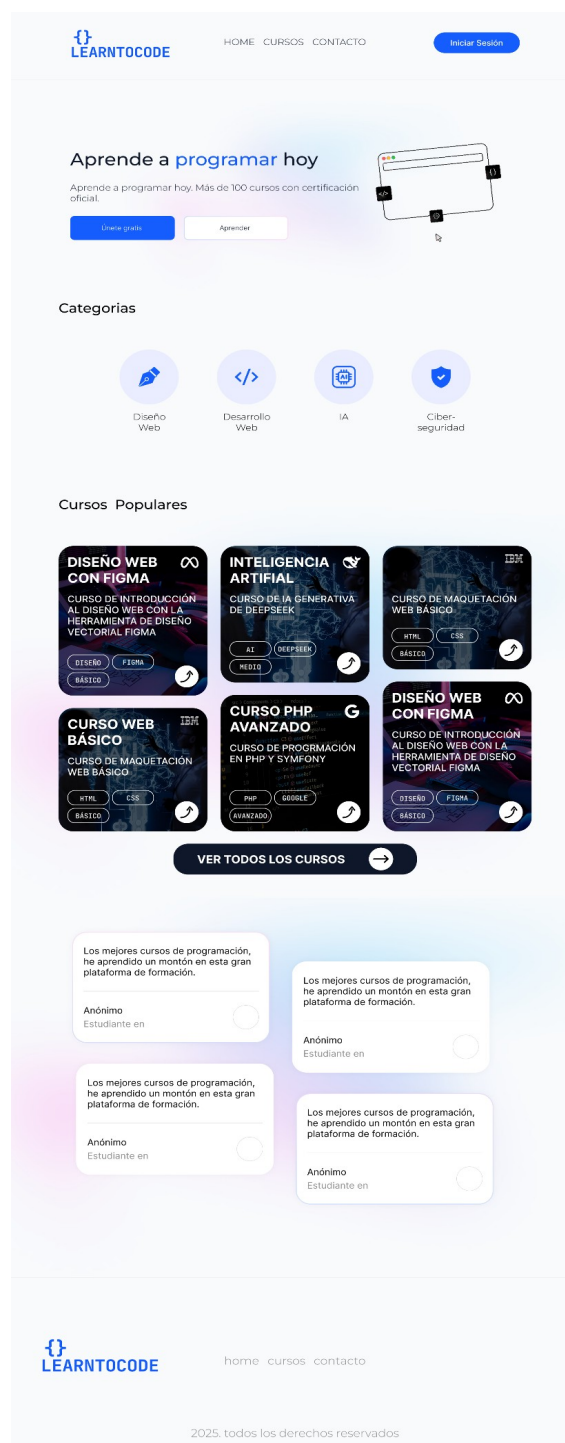 {}
LEARNTOCODE
HOME CURSOS CONTACTO
Iniciar Sesión
Aprende a programar hoy
Aprende a programar hoy. Más de 100 cursos con certificación
oficial.
Únete gratis
Aprender
</>
{}
Categorias
</>
AI
Diseño
Web
Desarrollo
Web
IA
Ciber-
seguridad
Cursos Populares
DISEÑO WEB
CON FIGMA
CURSO DE INTRODUCCIÓN
AL DISEÑO WEB CON LA
HERRAMIENTA DE DISEÑO
VECTORIAL FIGMA
DISEÑO FIGMA
BÁSICO
INTELIGENCIA
ARTIFIAL
CURSO DE IA GENERATIVA
DE DEEPSEEK
AI DEEPSEEK
MEDIO
IBM
CURSO DE MAQUETACIÓN
WEB BÁSICO
HTML CSS
BÁSICO
CURSO WEB
BÁSICO
IBM
CURSO DE MAQUETACIÓN
WEB BÁSICO
HTML CSS
BÁSICO
CURSO PHP
AVANZADO
G
CURSO DE PROGRMACIÓN
EN PHP Y SYMFONY
PHP GOOGLE
AVANZADO
DISEÑO WEB
CON FIGMA
CURSO DE INTRODUCCIÓN
AL DISEÑO WEB CON LA
HERRAMIENTA DE DISEÑO
VECTORIAL FIGMA
DISEÑO FIGMA
BÁSICO
VER TODOS LOS CURSOS
Los mejores cursos de programación,
he aprendido un montón en esta gran
plataforma de formación.
Anónimo
Estudiante en
Los mejores cursos de programación,
he aprendido un montón en esta gran
plataforma de formación.
Anónimo
Estudiante en
Los mejores cursos de programación,
he aprendido un montón en esta gran
plataforma de formación.
Anónimo
Estudiante en
Los mejores cursos de programación,
he aprendido un montón en esta gran
plataforma de formación.
Anónimo
Estudiante en
{}
LEARNTOCODE
home cursos contacto
2025. todos los derechos reservados